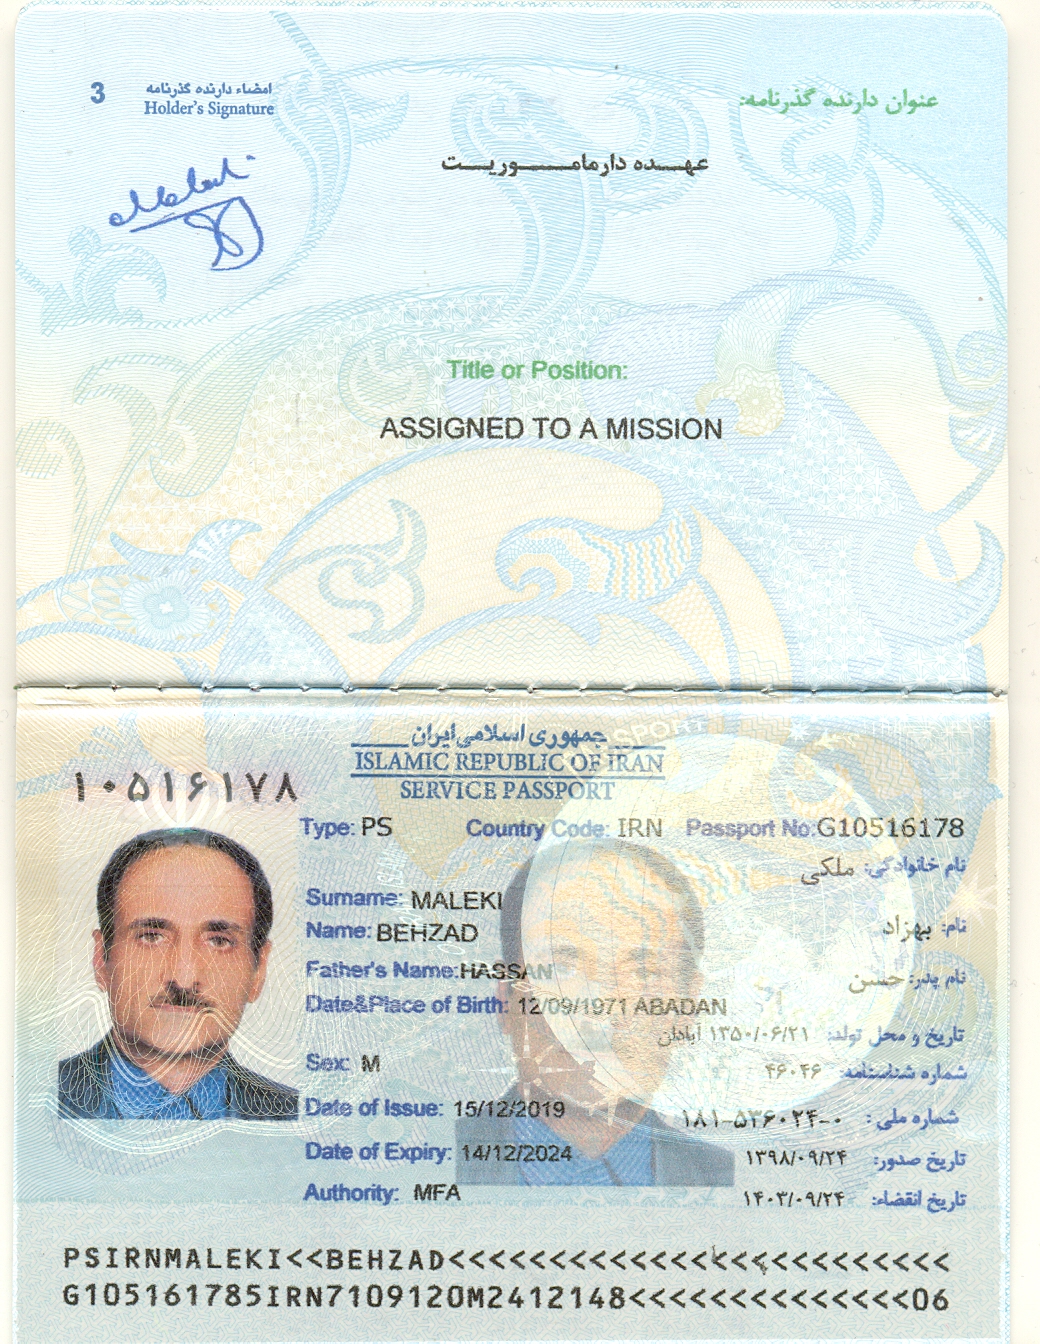 3
امضاء دارنده گذرنامه
Holder's Signature
عنوان دارنده گذرنامه:
عهده دارماموریت
Title or Position:
ASSIGNED TO A MISSION
جمهوری اسلامی ایران
ISLAMIC REPUBLIC OF IRAN
SERVICE PASSPORT
۱۰۵۱۶۱۷۸
Type: PS Country Code: IRN Passport No:G10516178
نام خانوادگی: ملکی
Surname: MALEKI
نام: بهزاد
Name: BEHZAD
Father's Name:HASSAN
نام پدر: حسن
Date&Place of Birth: 12/09/1971 ABADAN
تاریخ و محل تولد: ۱۳۵۰/۰۶/۲۱ آبادان
Sex: M
شماره شناسنامه: ۴۶۰۴۶
Date of Issue: 15/12/2019
شماره ملی: ۱۸۱-۵۳۶۰۲۴-۰
Date of Expiry: 14/12/2024
تاریخ صدور: ۱۳۹۸/۰۹/۲۴
Authority: MFA
تاریخ انقضاء: ۱۴۰۳/۰۹/۲۴
PSIRNMALEKI<<BEHZAD<<<<<<<<<<<<<<<<<<<<<<<<<
G105161785IRN7109120M2412148<<<<<<<<<<<<<<06